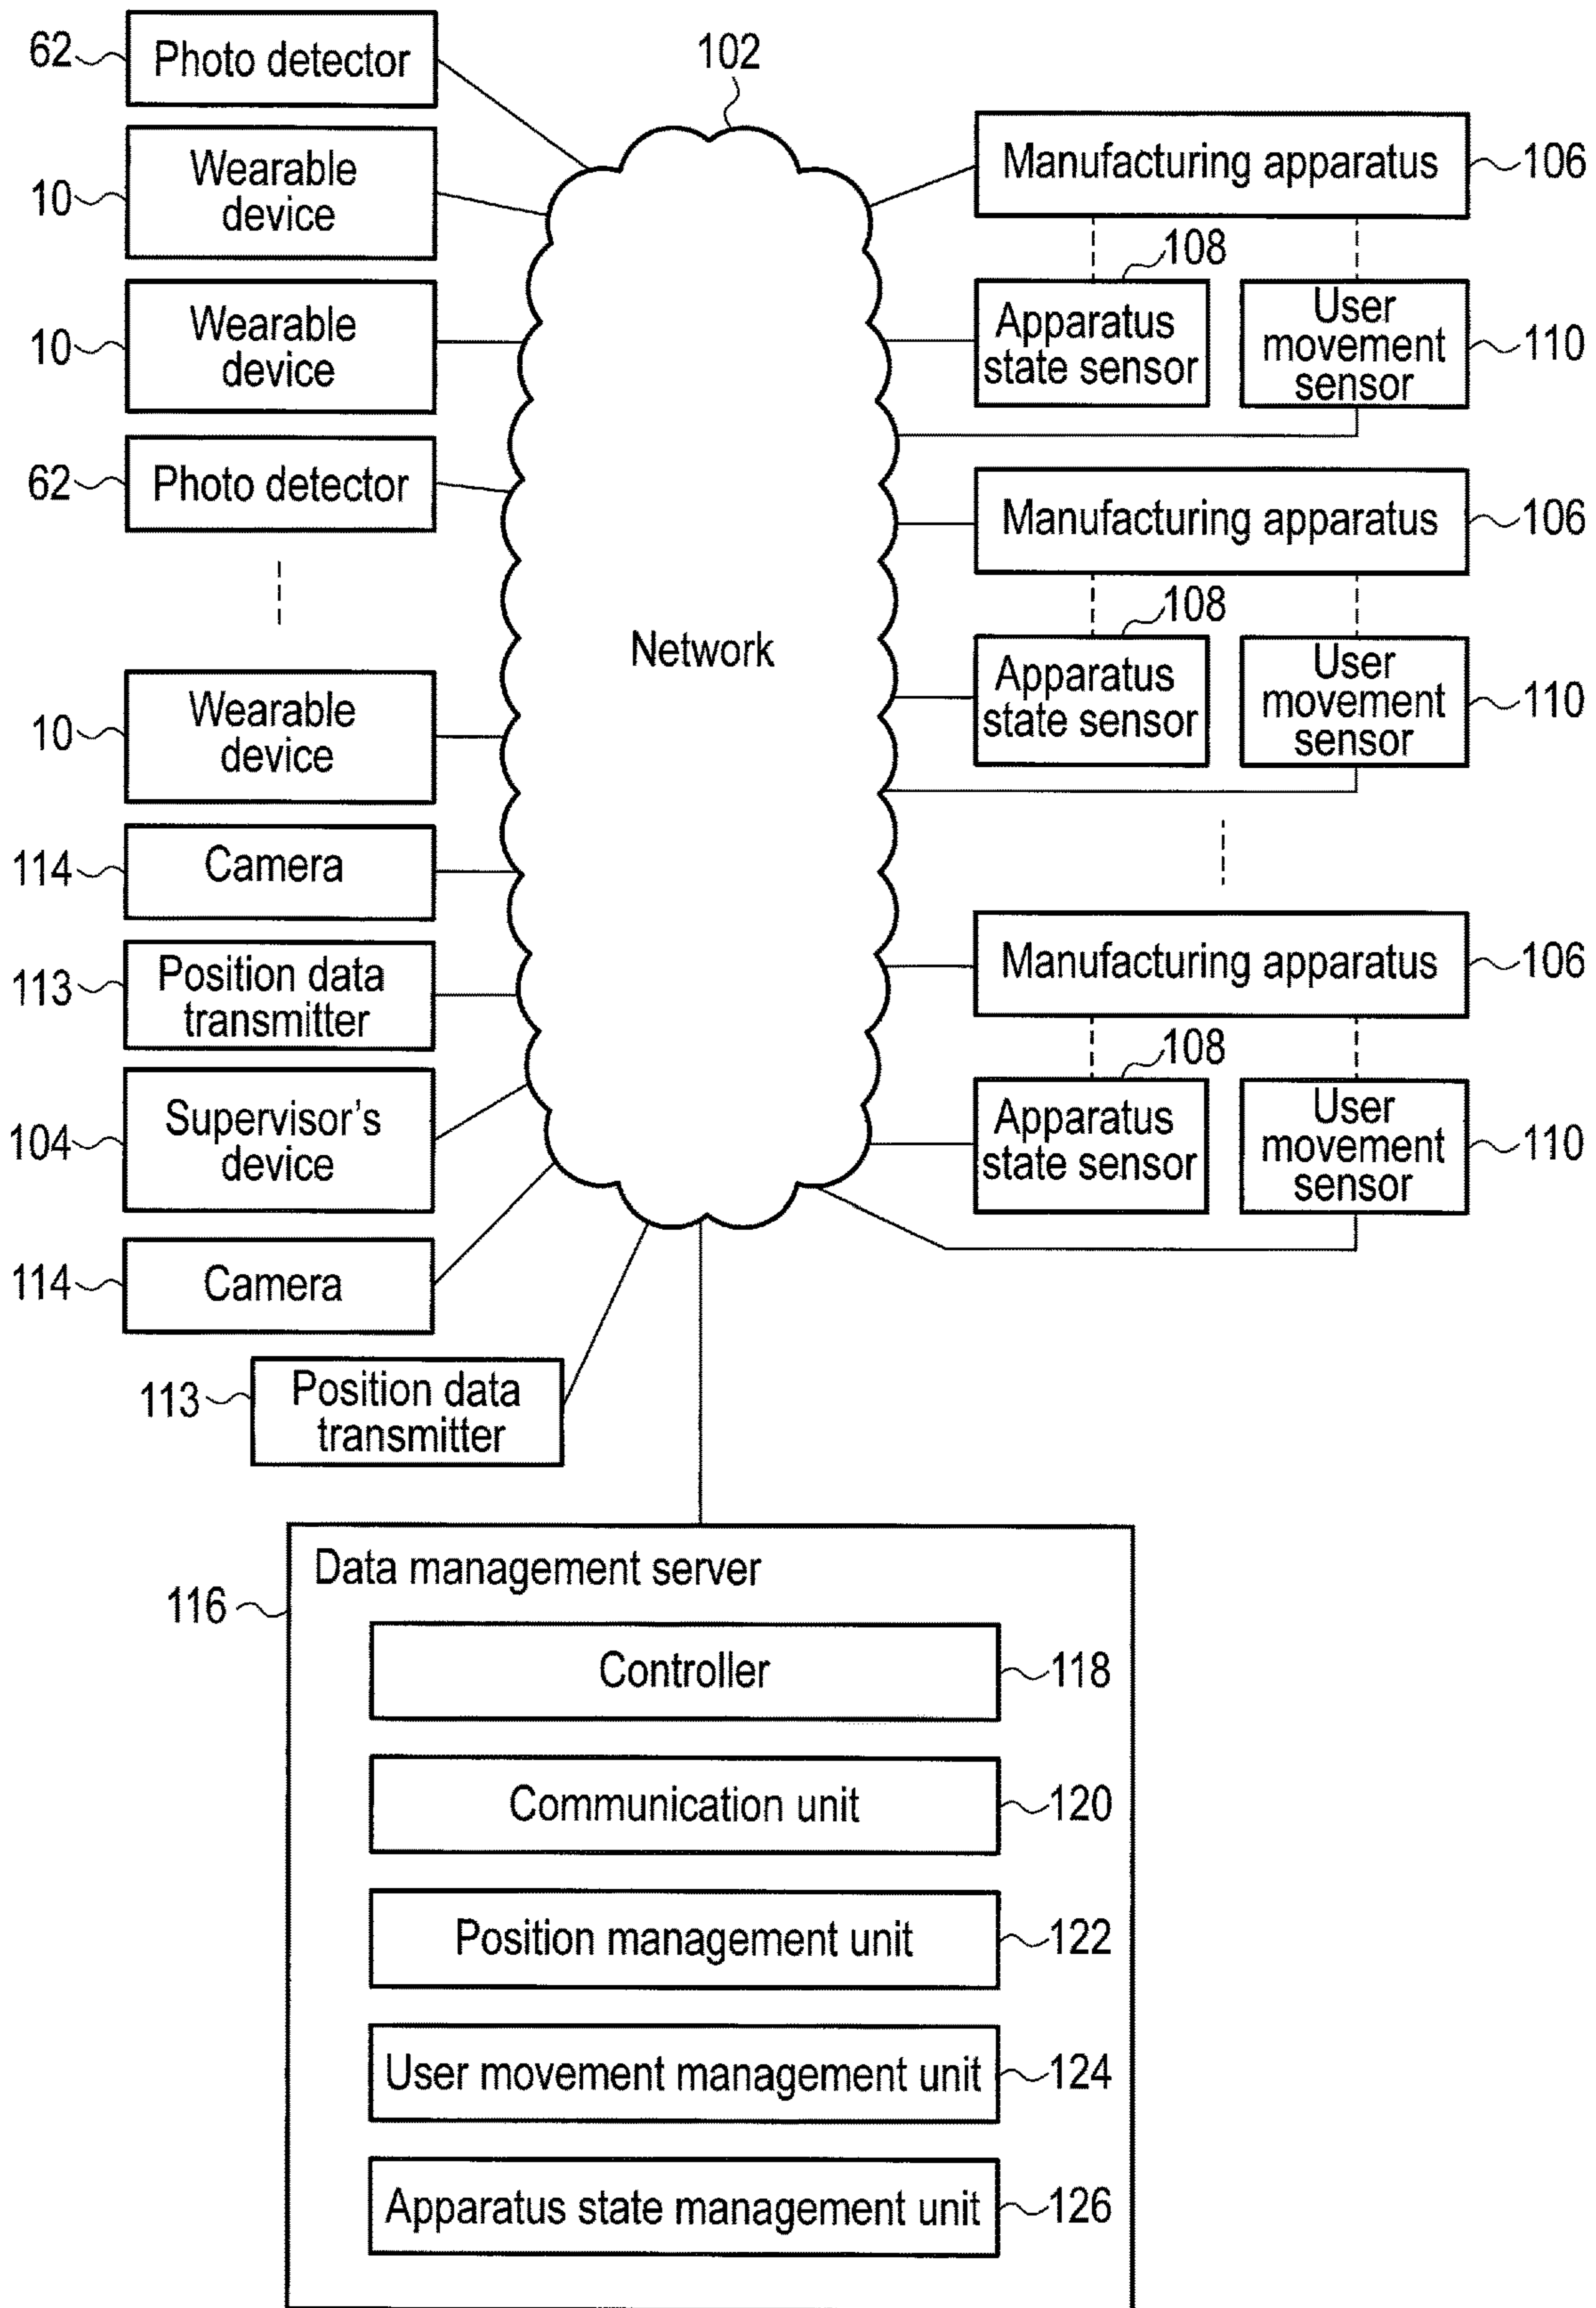 62
Photo detector
102
10
Wearable
device
10
Wearable
device
62
Photo detector
10
Wearable
device
114
Camera
113
Position data
transmitter
104
Supervisor's
device
114
Camera
113
Position data
transmitter
Network
Manufacturing apparatus
106
108
Apparatus
state sensor
User
movement
sensor
110
Manufacturing apparatus
106
108
Apparatus
state sensor
User
movement
sensor
110
Manufacturing apparatus
106
108
Apparatus
state sensor
User
movement
sensor
110
116
Data management server
Controller
118
Communication unit
120
Position management unit
122
User movement management unit
124
Apparatus state management unit
126